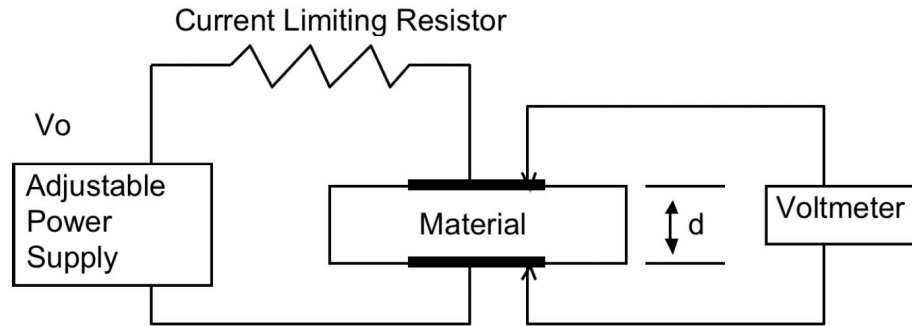 Current Limiting Resistor
Vo
Adjustable
Power
Supply
Material
d
Voltmeter